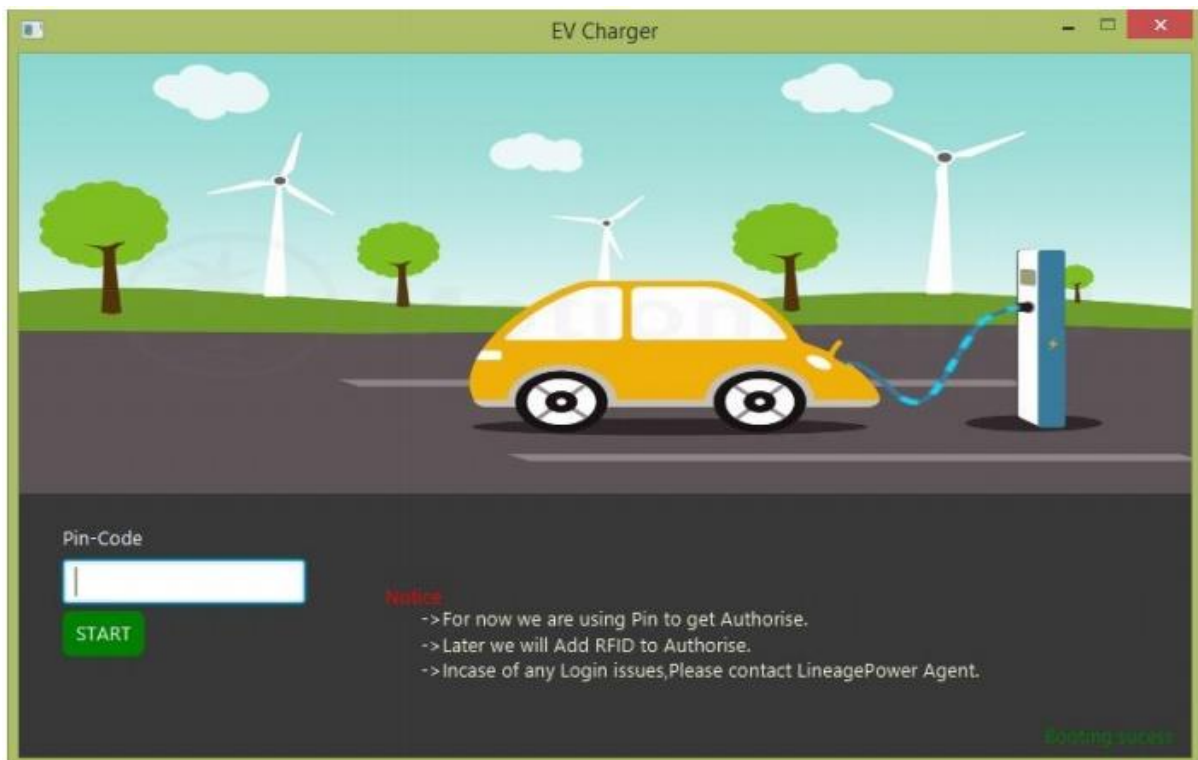 EV Charger
Pin-Code
START
Notice
->For now we are using Pin to get Authorise.
->Later we will Add RFID to Authorise.
->Incase of any Login issues,Please contact LineagePower Agent.
Booting sucess